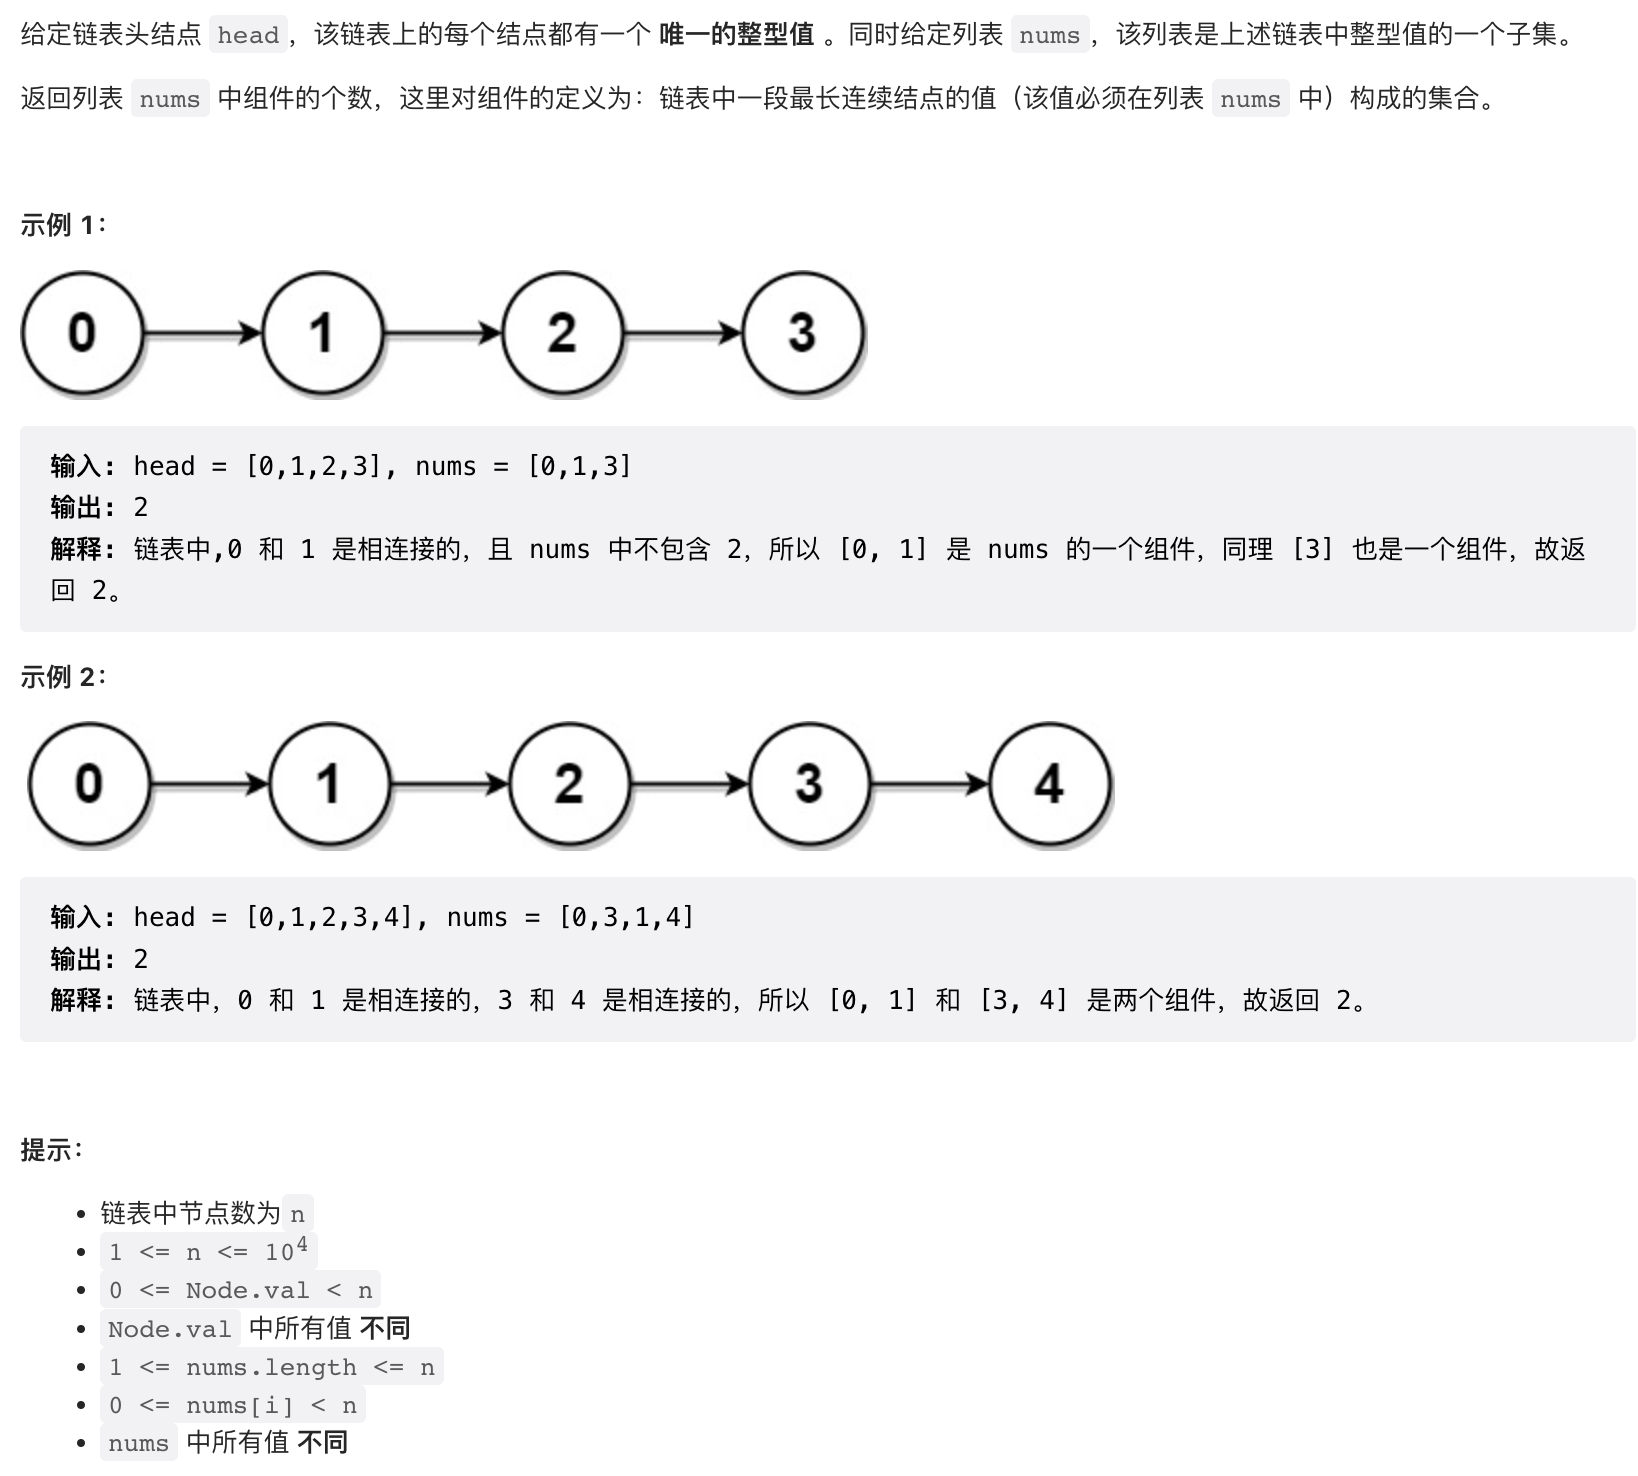 给定链表头结点 head，该链表上的每个结点都有一个 唯一的整型值 。同时给定列表 nums，该列表是上述链表中整型值的一个子集。
返回列表 nums 中组件的个数，这里对组件的定义为：链表中一段最长连续结点的值（该值必须在列表 nums 中）构成的集合。
示例 1：
0 1 2 3
输入: head = [0,1,2,3], nums = [0,1,3]
输出: 2
解释: 链表中,0 和 1 是相连接的，且 nums 中不包含 2，所以 [0, 1] 是 nums 的一个组件，同理 [3] 也是一个组件，故返
回 2。
示例 2：
0 1 2 3 4
输入: head = [0,1,2,3,4], nums = [0,3,1,4]
输出: 2
解释: 链表中，0 和 1 是相连接的，3 和 4 是相连接的，所以 [0, 1] 和 [3, 4] 是两个组件，故返回 2。
提示：
• 链表中节点数为 n
• 1 <= n <= 10⁴
• 0 <= Node.val < n
• Node.val 中所有值 不同
• 1 <= nums.length <= n
• 0 <= nums[i] < n
• nums 中所有值 不同